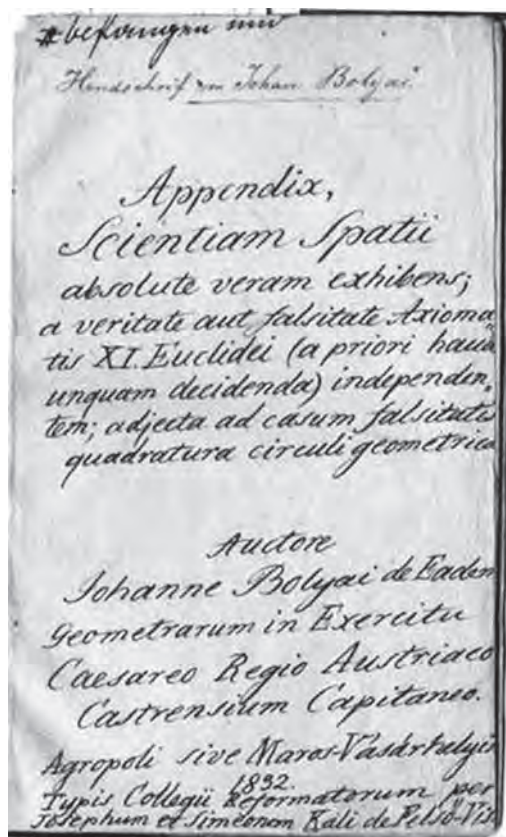 Handschrift von Johan Bolyai
Appendix,
Scientiam Spatii
absolute veram exhibens;
a veritate aut falsitate Axioma
tis XI. Euclidei (a priori haud
unquam decidenda) independen,
tem; adjecta ad casum falsitatis
quadratura circuli geometrica
Auctore
Johanne Bolyai de Eadem
Geometrarum in Exercitu
Caesareo Regio Austriaco
Castrensium Capitaneo.
Agropoli sive Maros-Vásárhelyii
1832.
Typis Collegii Reformatorum per
Josephum et Simeonem Kali de Felső-Vist